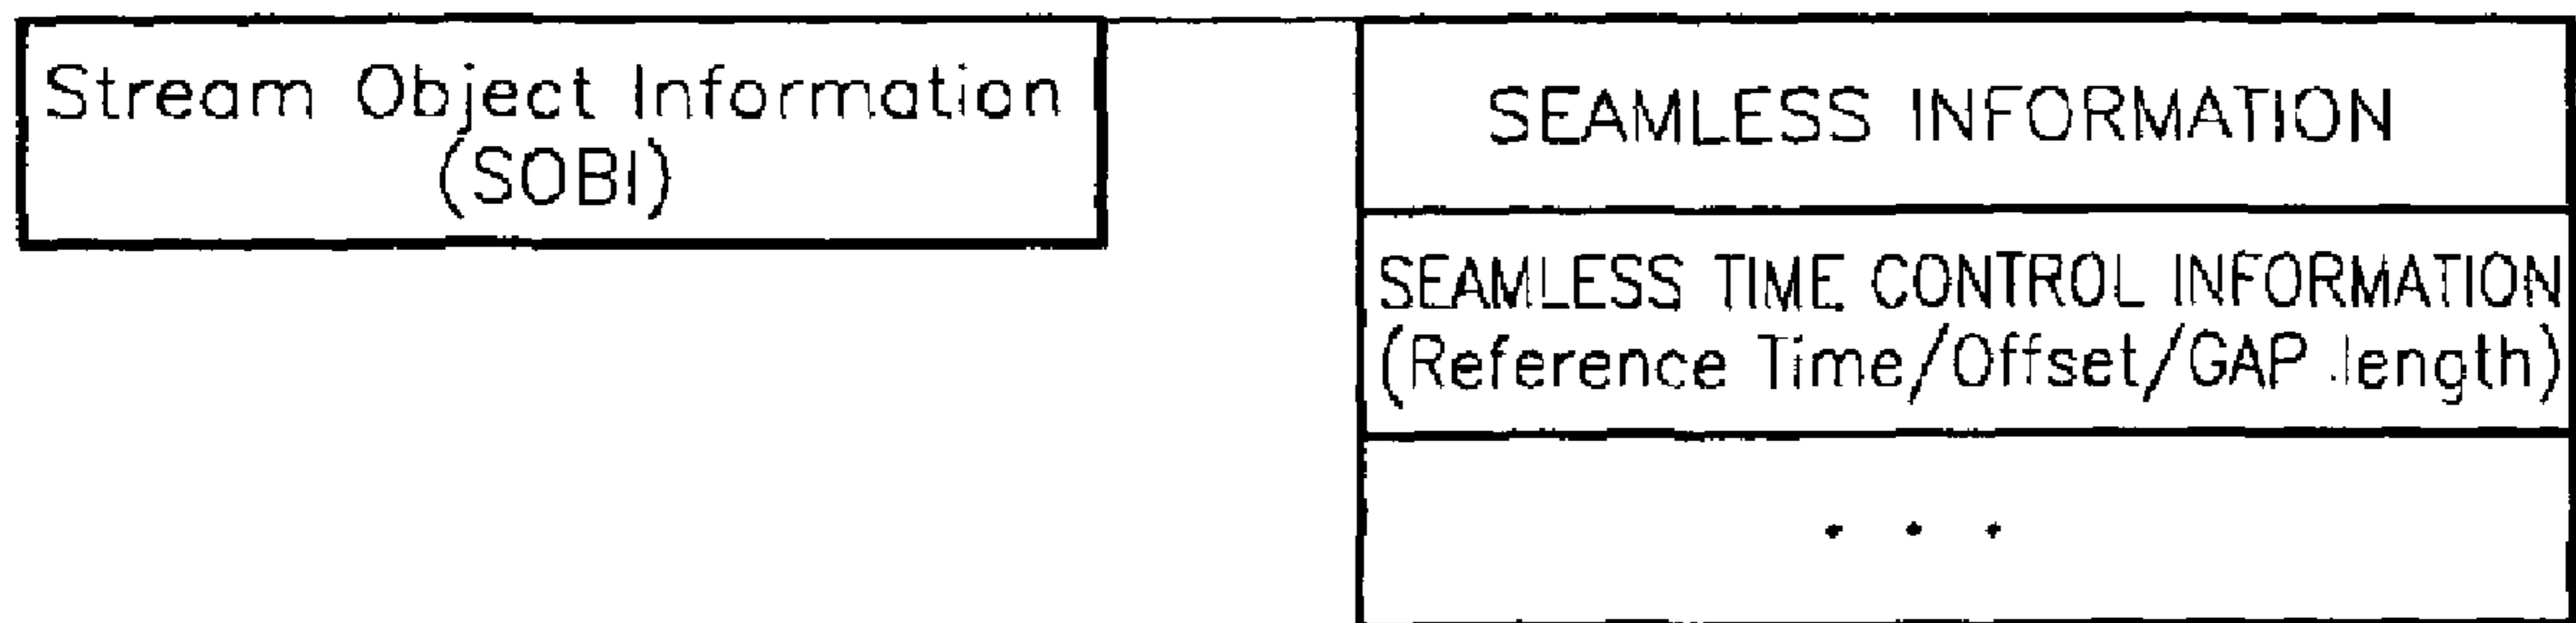 Stream Object Information
(SOBI)
SEAMLESS INFORMATION
SEAMLESS TIME CONTROL INFORMATION
(Reference Time/Offset/GAP length)
. . .